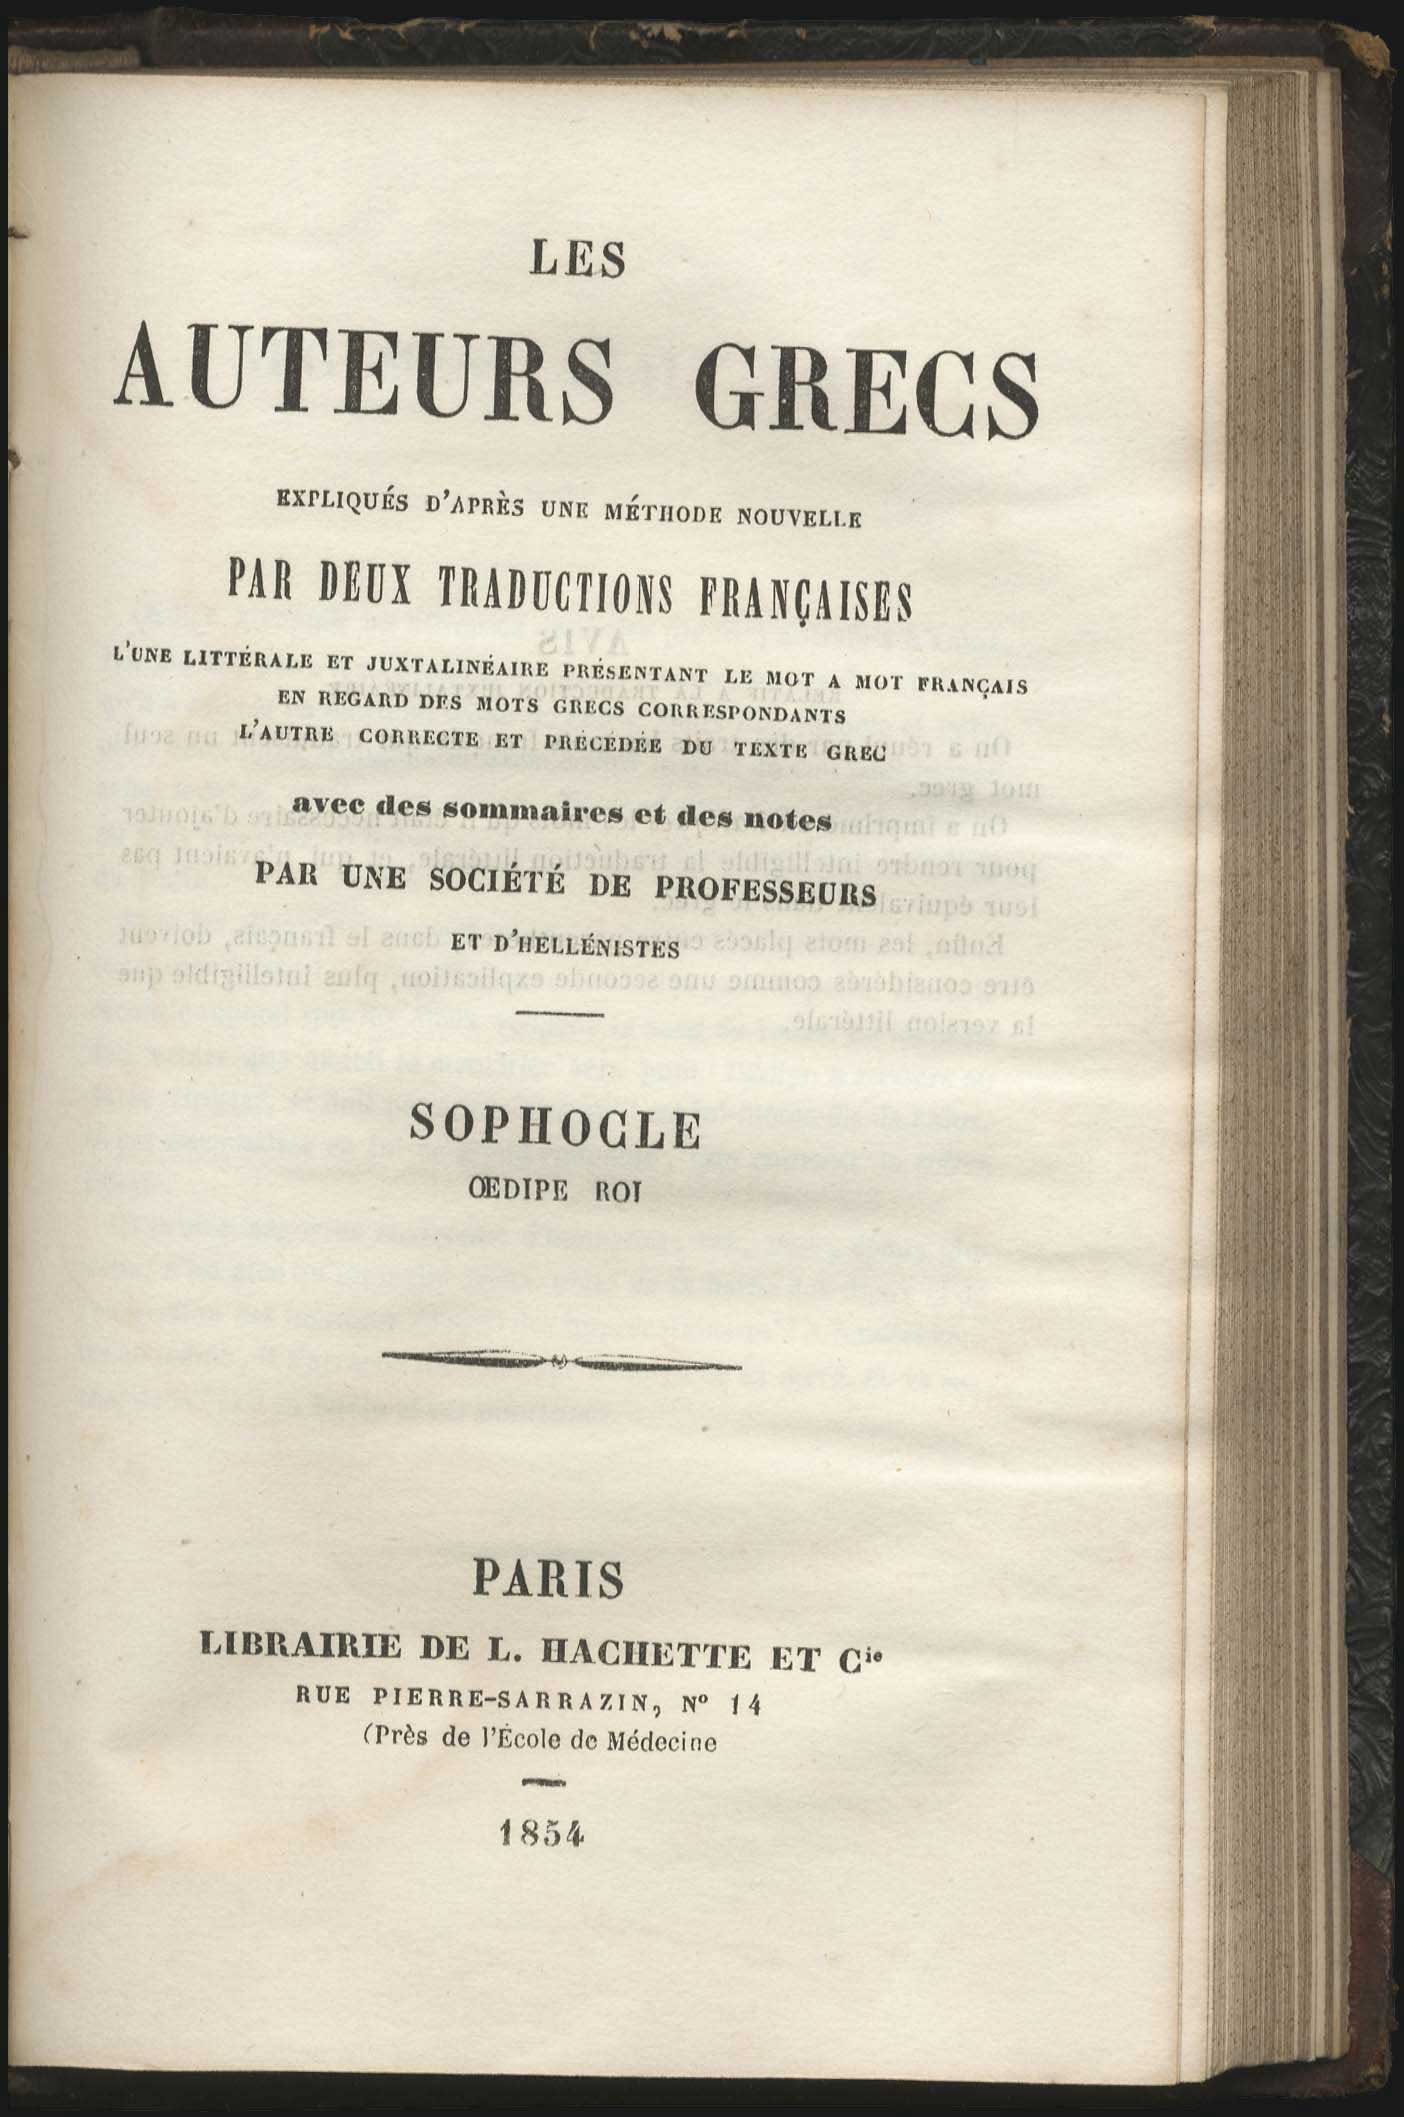 LES
AUTEURS GRECS
EXPLIQUÉS D'APRÈS UNE MÉTHODE NOUVELLE
PAR DEUX TRADUCTIONS FRANÇAISES
L'UNE LITTÉRALE ET JUXTALINÉAIRE PRÉSENTANT LE MOT A MOT FRANÇAIS
EN REGARD DES MOTS GRECS CORRESPONDANTS
L'AUTRE CORRECTE ET PRÉCÉDÉE DU TEXTE GREC
avec des sommaires et des notes
PAR UNE SOCIÉTÉ DE PROFESSEURS
ET D'HELLÉNISTES
SOPHOCLE
ŒDIPE ROI
PARIS
LIBRAIRIE DE L. HACHETTE ET Cie
RUE PIERRE-SARRAZIN, N° 14
(Près de l'École de Médecine
1854